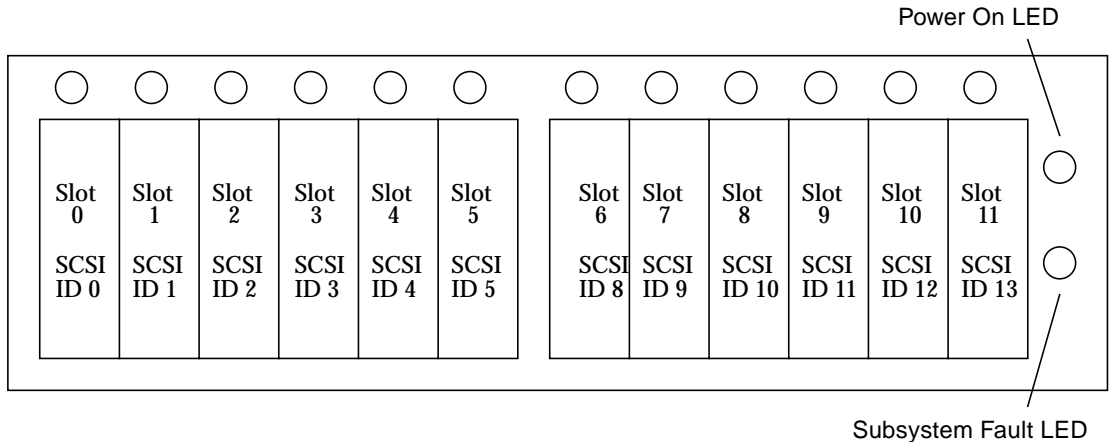 Power On LED
Slot 0
SCSI ID 0
Slot 1
SCSI ID 1
Slot 2
SCSI ID 2
Slot 3
SCSI ID 3
Slot 4
SCSI ID 4
Slot 5
SCSI ID 5
Slot 6
SCSI ID 8
Slot 7
SCSI ID 9
Slot 8
SCSI ID 10
Slot 9
SCSI ID 11
Slot 10
SCSI ID 12
Slot 11
SCSI ID 13
Subsystem Fault LED